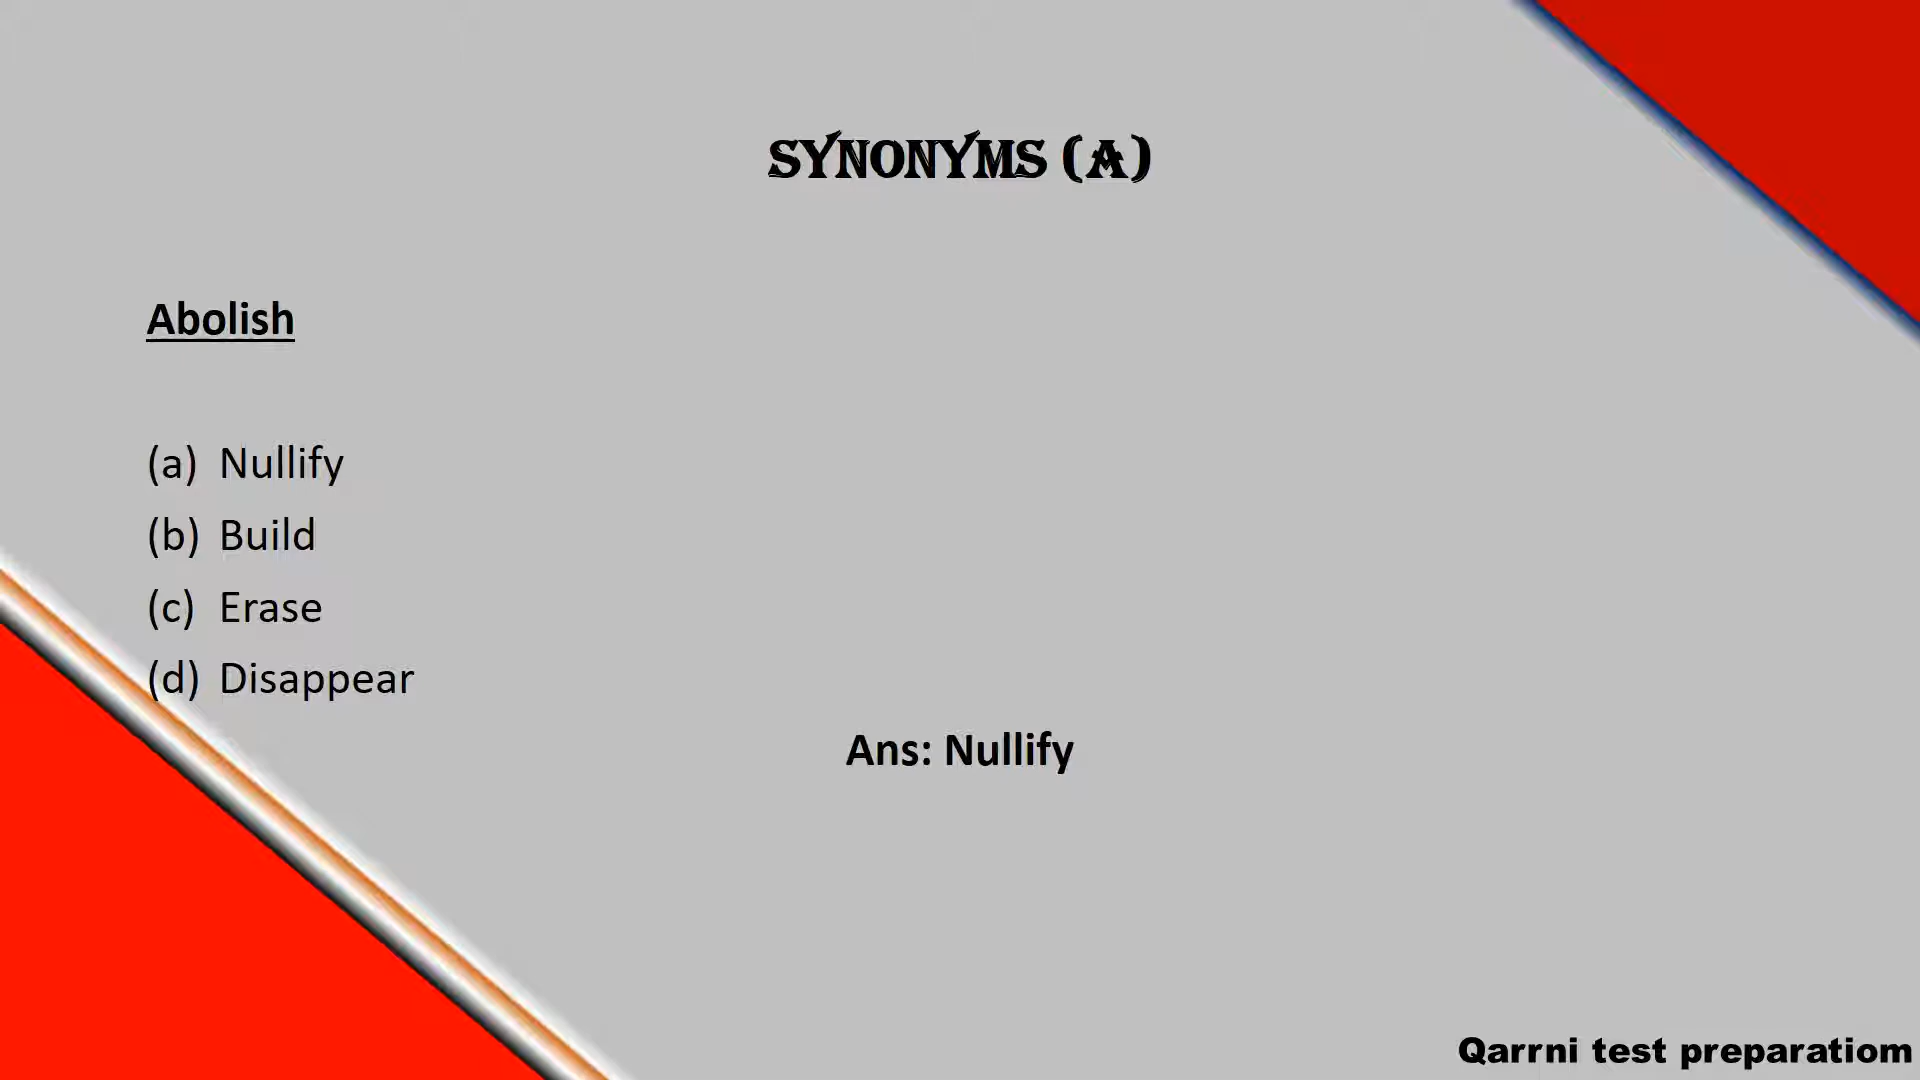 SYNONYMS (A)
Abolish
(a) Nullify
(b) Build
(c) Erase
(d) Disappear
Ans: Nullify
Qarrni test preparatiom